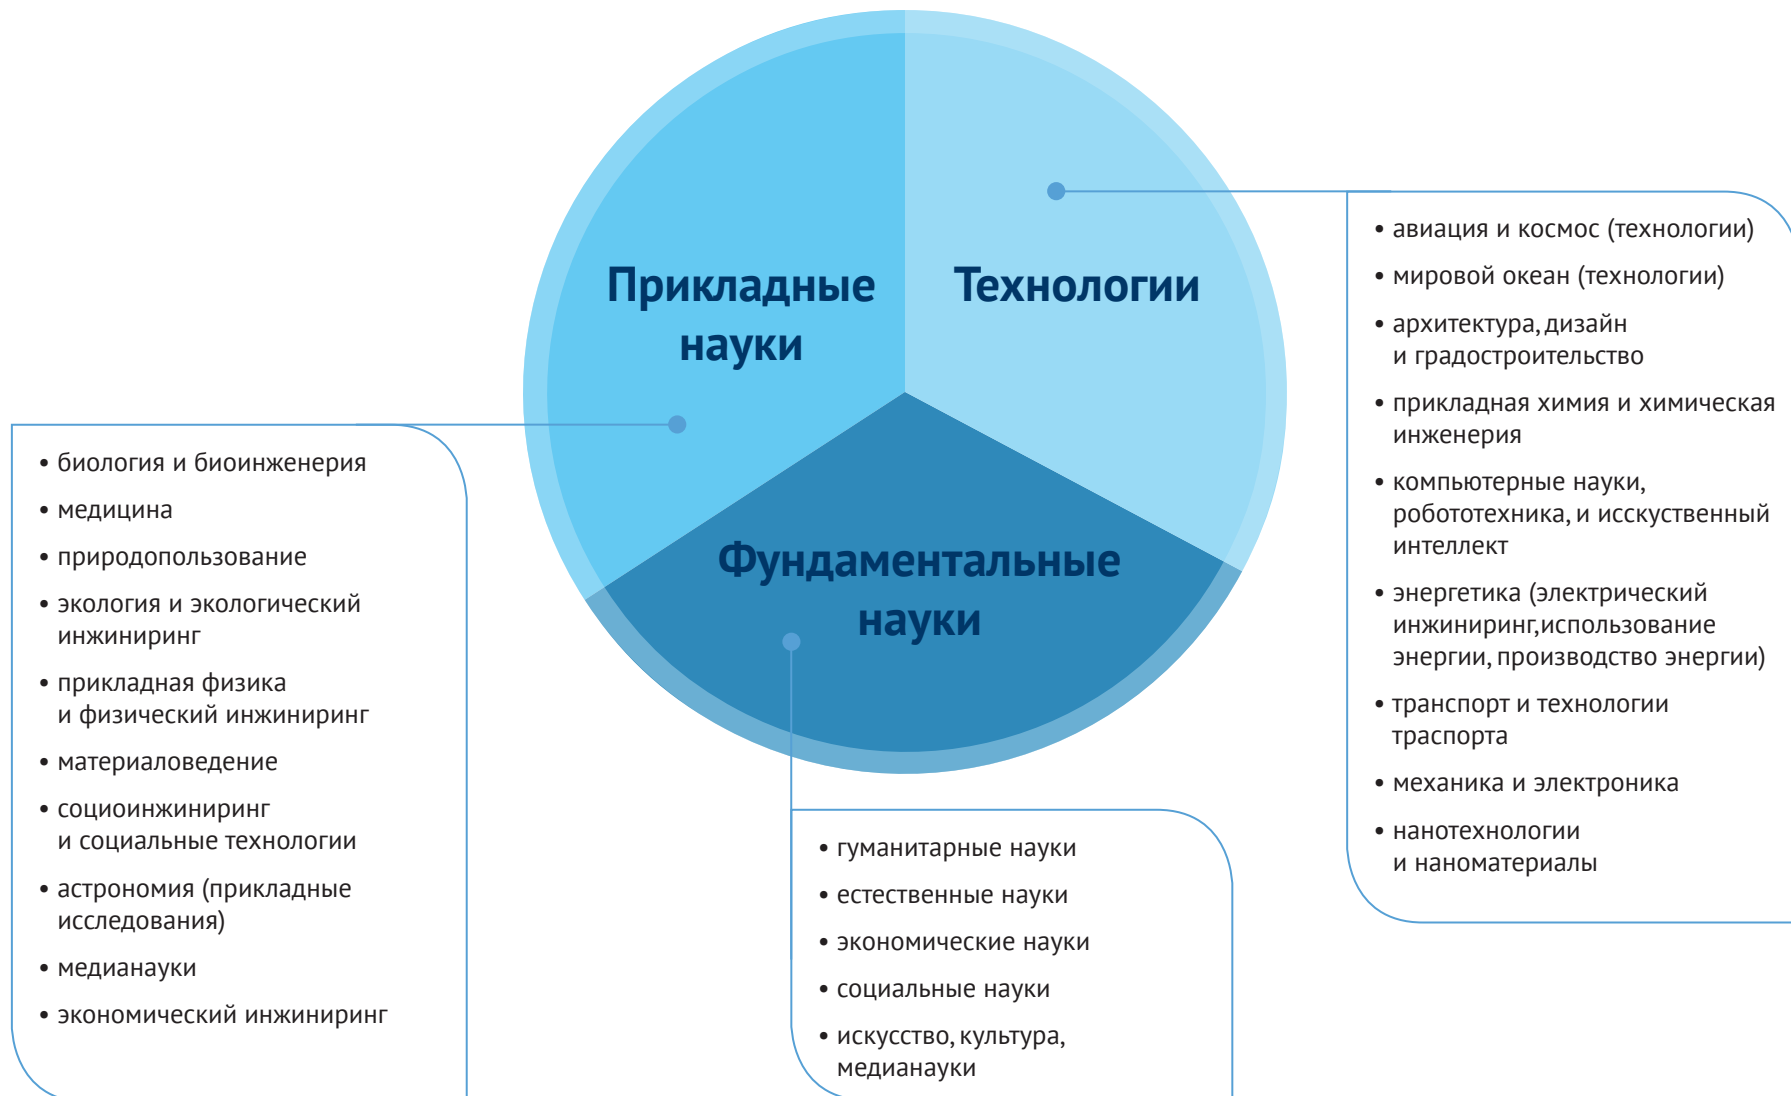 Прикладные
науки
Технологии
Фундаментальные
науки
• биология и биоинженерия
• медицина
• природопользование
• экология и экологический
инжиниринг
• прикладная физика
и физический инжиниринг
• материаловедение
• социоинжиниринг
и социальные технологии
• астрономия (прикладные
исследования)
• медианауки
• экономический инжиниринг
• гуманитарные науки
• естественные науки
• экономические науки
• социальные науки
• искусство, культура,
медианауки
• авиация и космос (технологии)
• мировой океан (технологии)
• архитектура, дизайн
и градостроительство
• прикладная химия и химическая
инженерия
• компьютерные науки,
робототехника, и исскуственный
интеллект
• энергетика (электрический
инжиниринг,использование
энергии, производство энергии)
• транспорт и технологии
траспорта
• механика и электроника
• нанотехнологии
и наноматериалы